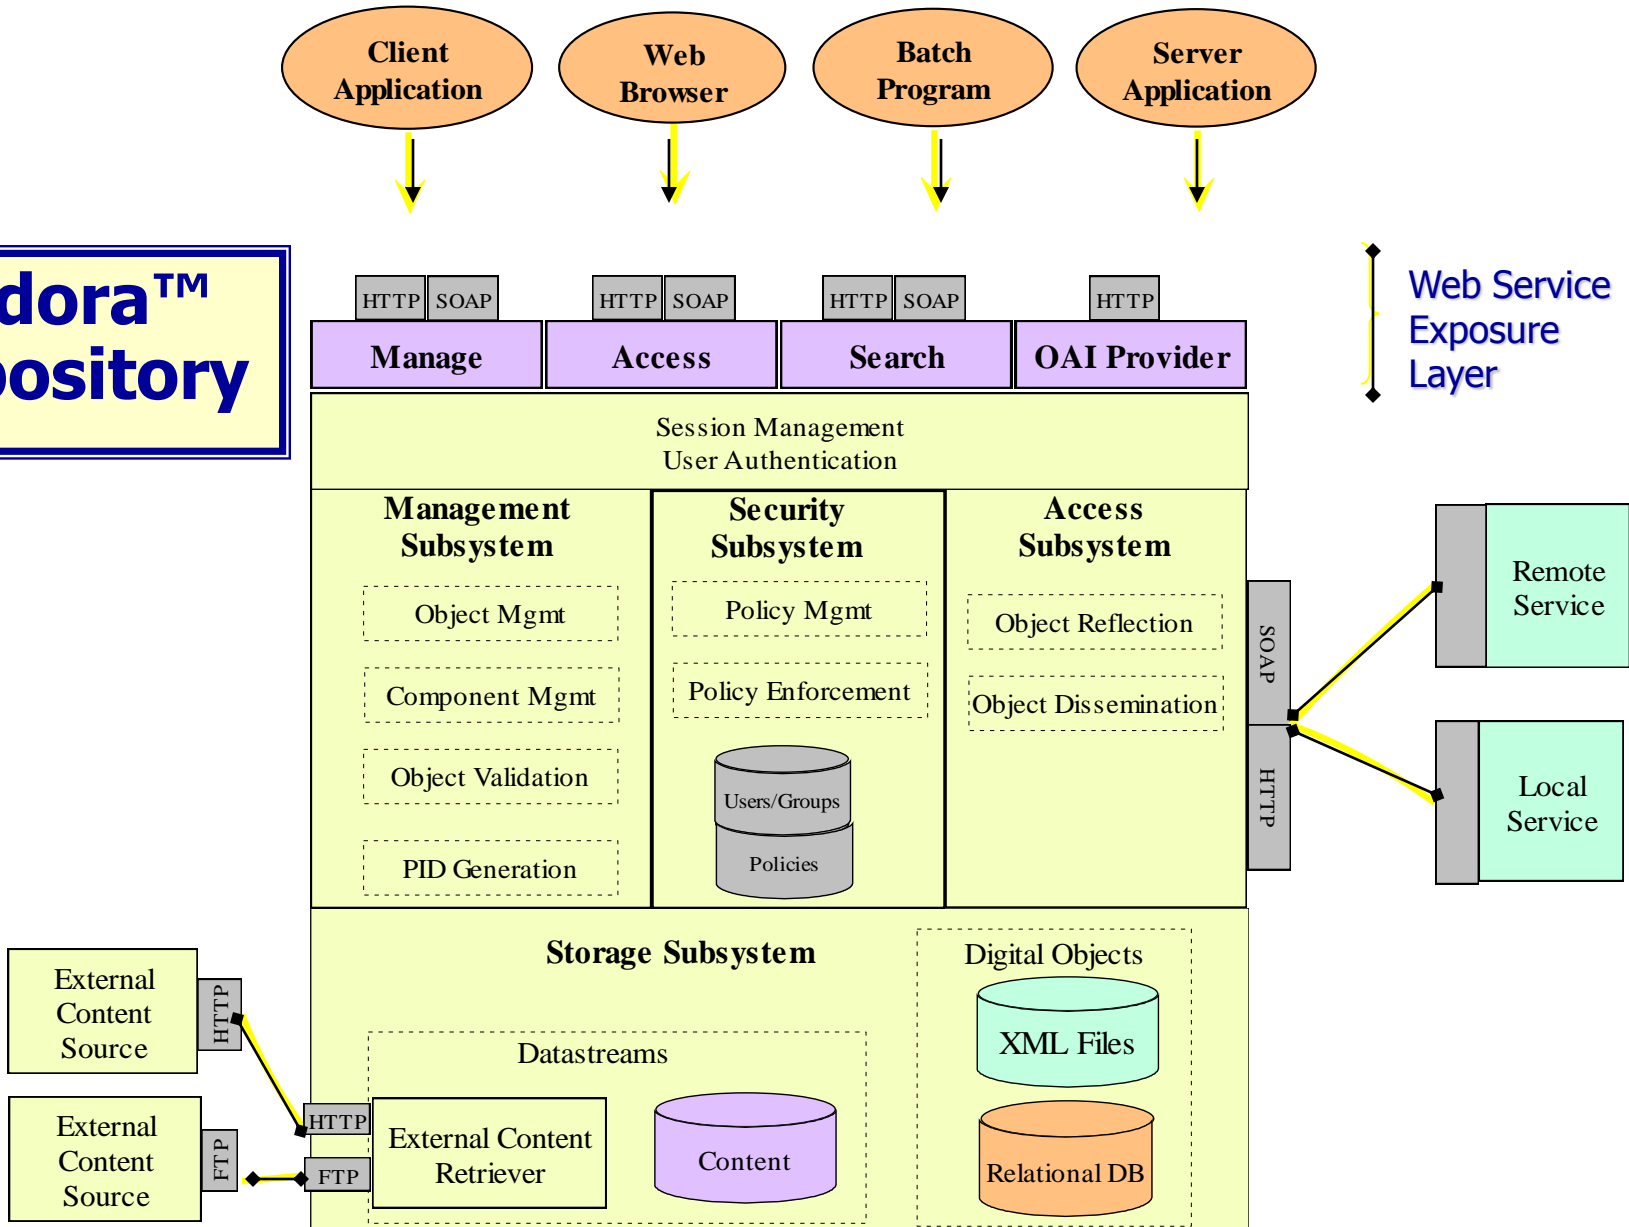 Client
Application
Web
Browser
Batch
Program
Server
Application
dora™
pository
HTTP SOAP
HTTP SOAP
HTTP SOAP
HTTP
Manage
Access
Search
OAI Provider
Web Service
Exposure
Layer
Session Management
User Authentication
Management
Subsystem
Object Mgmt
Component Mgmt
Object Validation
PID Generation
Security
Subsystem
Policy Mgmt
Policy Enforcement
Users/Groups
Policies
Access
Subsystem
Object Reflection
Object Dissemination
SOAP
HTTP
Remote
Service
Local
Service
Storage Subsystem
External
Content
Source
HTTP
External
Content
Source
FTP
HTTP
FTP
Datastreams
External Content
Retriever
Content
Digital Objects
XML Files
Relational DB